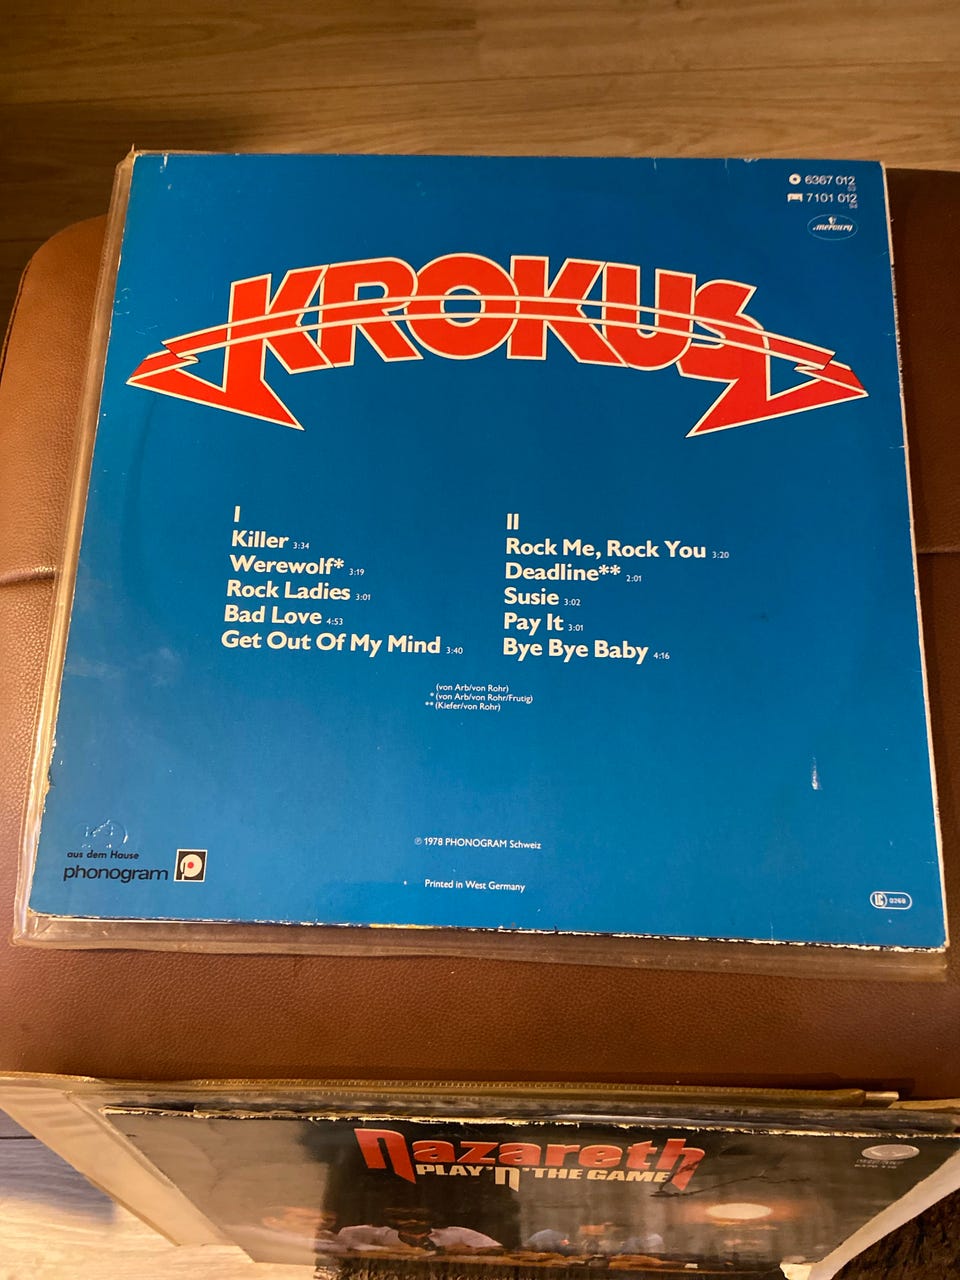 6367 012
7101 012
mercury
KROKUS
I
Killer 3:34
Werewolf* 3:19
Rock Ladies 3:01
Bad Love 4:53
Get Out Of My Mind 3:40
II
Rock Me, Rock You 3:20
Deadline** 2:01
Susie 3:02
Pay It 3:01
Bye Bye Baby 4:16
(von Arb/von Rohr)
*(von Arb/von Rohr/Frutig)
**(Kiefer/von Rohr)
℗ 1978 PHONOGRAM Schweiz
Printed in West Germany
aus dem Hause
phonogram
LC 0268
Nazareth
PLAY 'N' THE GAME